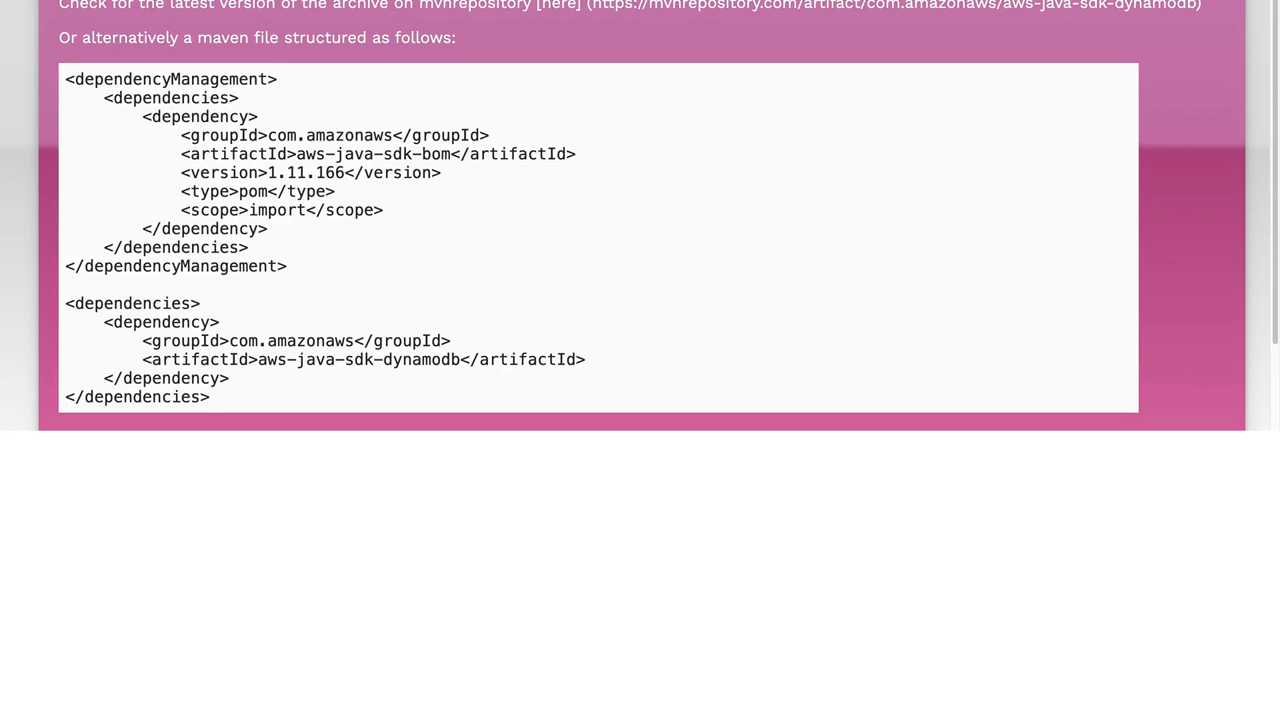 Check for the latest version of the archive on mvnrepository [here] (https://mvnrepository.com/artifact/com.amazonaws/aws-java-sdk-dynamodb)
Or alternatively a maven file structured as follows:
<dependencyManagement>
    <dependencies>
        <dependency>
            <groupId>com.amazonaws</groupId>
            <artifactId>aws-java-sdk-bom</artifactId>
            <version>1.11.166</version>
            <type>pom</type>
            <scope>import</scope>
        </dependency>
    </dependencies>
</dependencyManagement>

<dependencies>
    <dependency>
        <groupId>com.amazonaws</groupId>
        <artifactId>aws-java-sdk-dynamodb</artifactId>
    </dependency>
</dependencies>